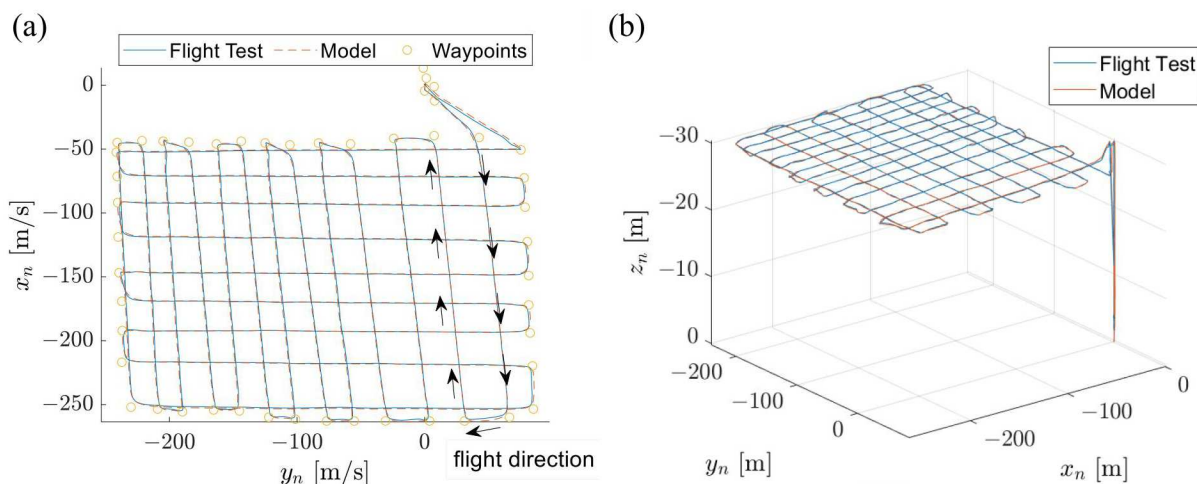 (a)
Flight Test Model Waypoints
0
−50
−100
−150
−200
−250
x_n [m/s]
−200 −100 0
y_n [m/s]
flight direction
(b)
Flight Test
Model
−30
−20
−10
0
z_n [m]
−200
−100
0
y_n [m]
0
−100
−200
x_n [m]